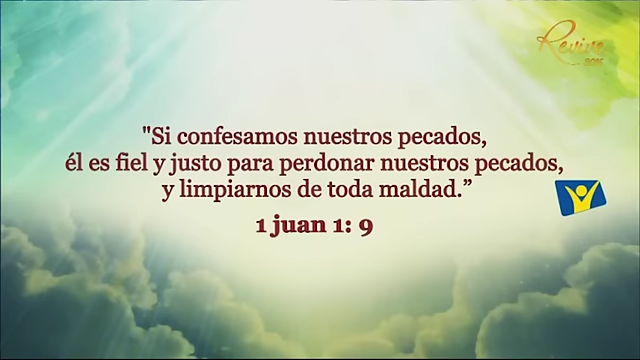 Revive
"Si confesamos nuestros pecados,
él es fiel y justo para perdonar nuestros pecados,
y limpiarnos de toda maldad.”
1 juan 1: 9